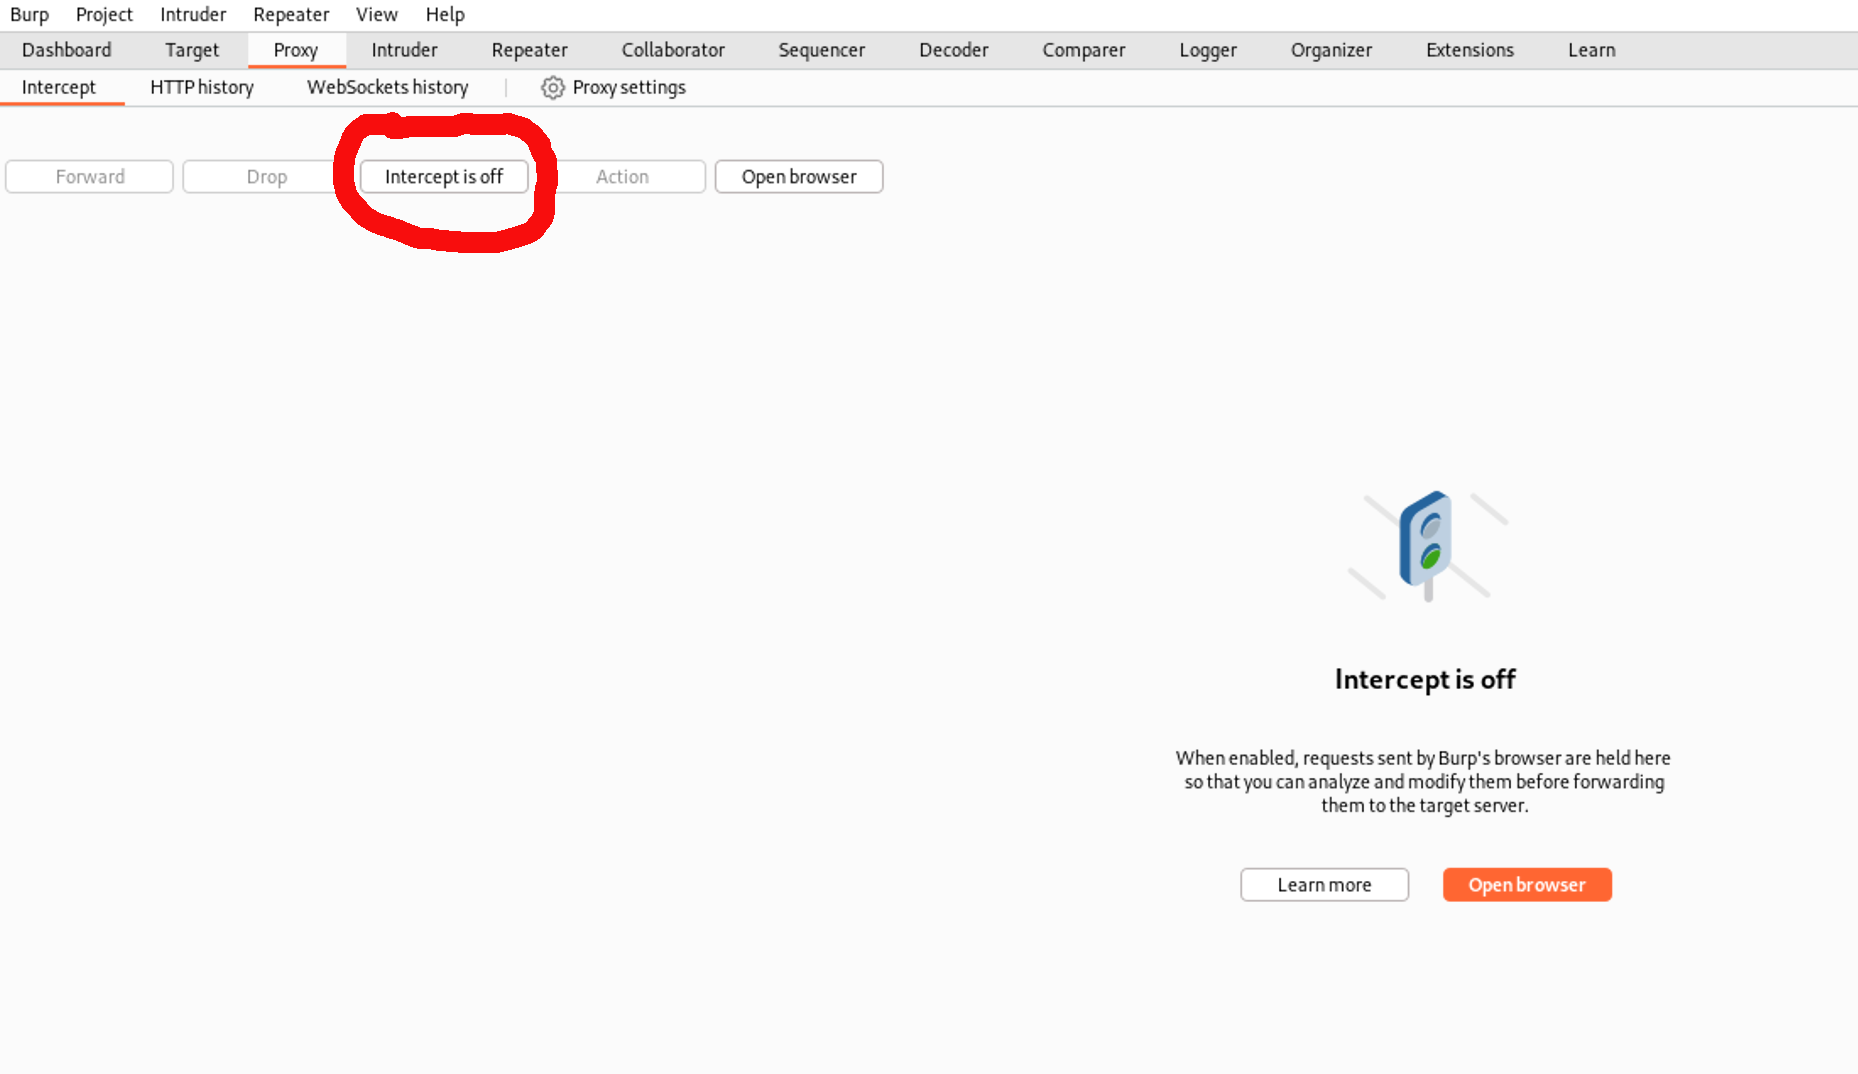 Burp Project Intruder Repeater View Help
Dashboard Target Proxy Intruder Repeater Collaborator Sequencer Decoder Comparer Logger Organizer Extensions Learn
Intercept HTTP history WebSockets history Proxy settings
Forward Drop Intercept is off Action Open browser
Intercept is off
When enabled, requests sent by Burp's browser are held here
so that you can analyze and modify them before forwarding
them to the target server.
Learn more Open browser